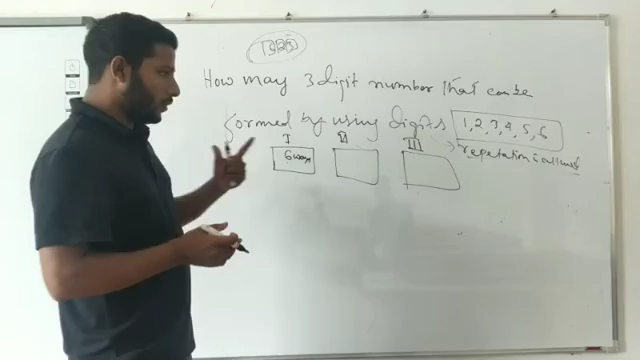 323
How may 3 digit number that can be
formed by using digits 1, 2, 3, 4, 5, 6
→ repetation is allowed
I II III
6 ways